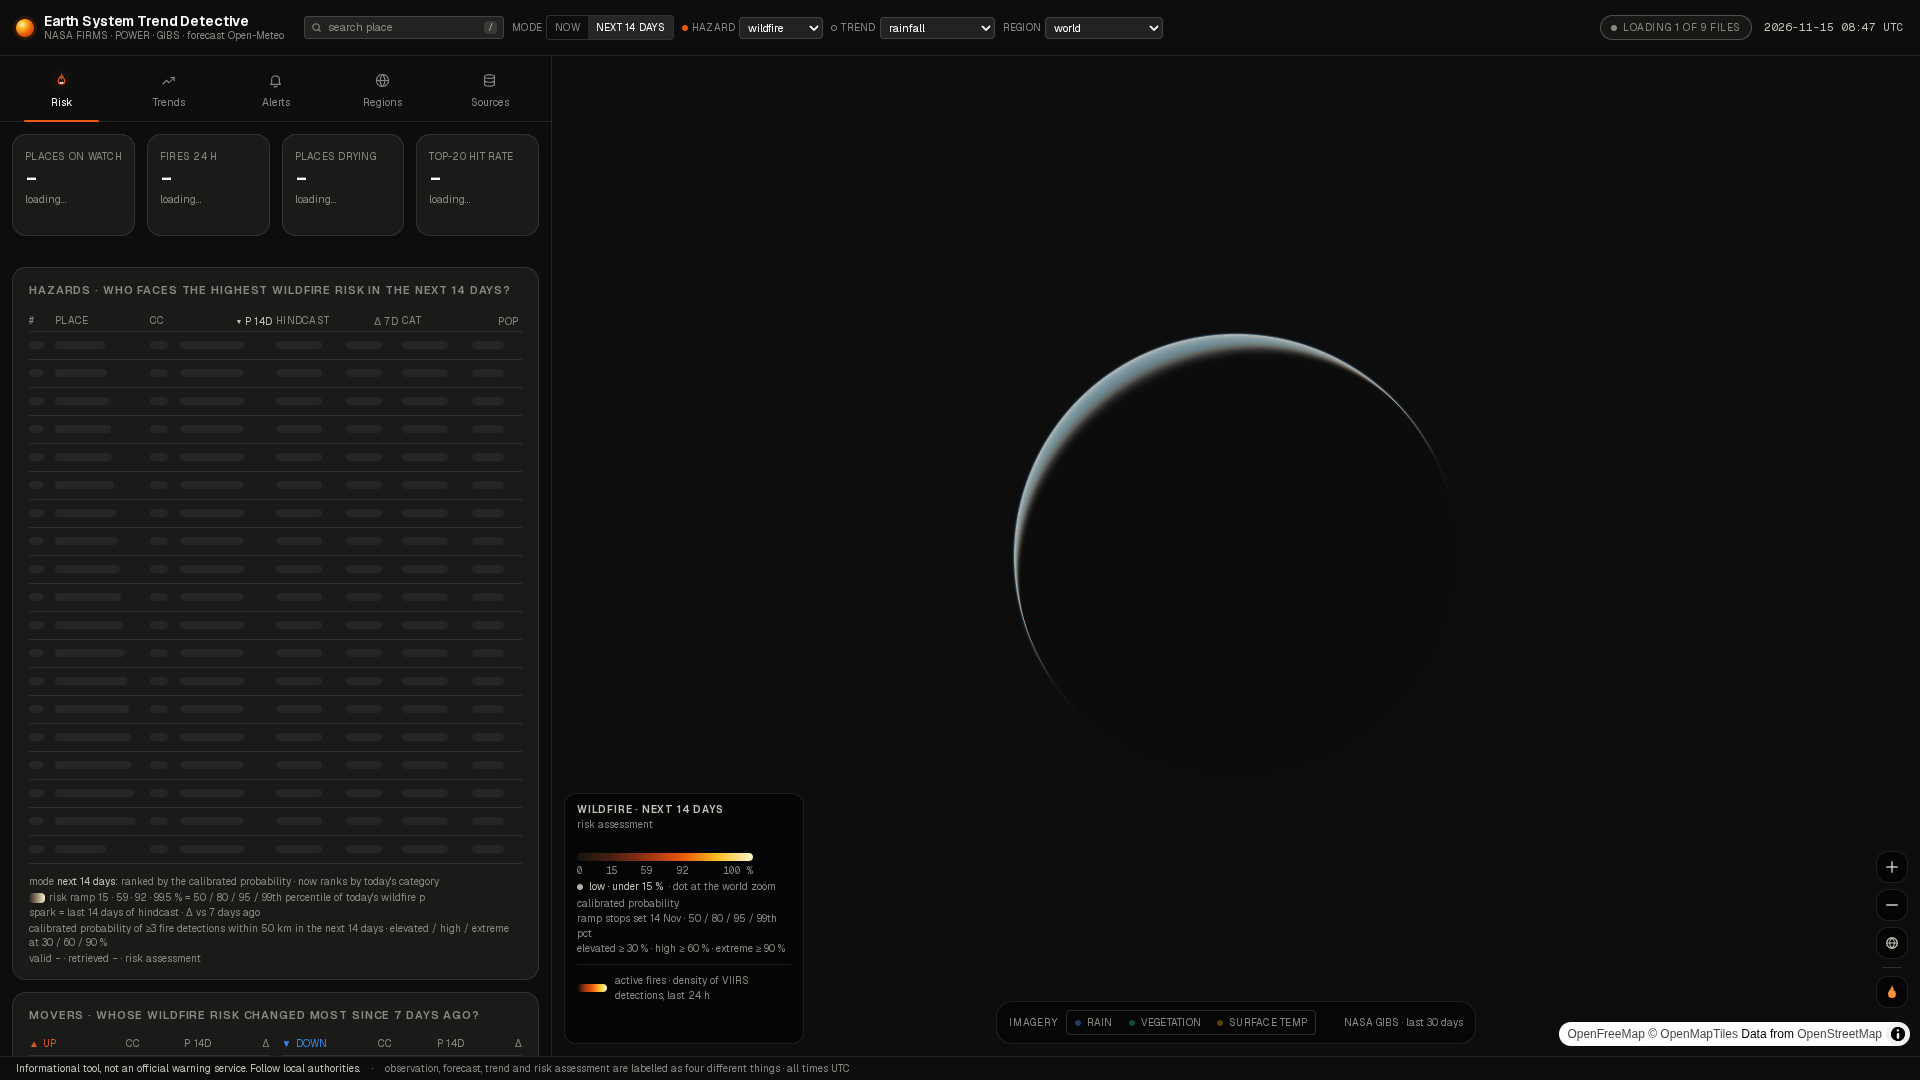 Earth System Trend Detective
NASA FIRMS · POWER · GIBS · forecast Open-Meteo
search place /
MODE NOW NEXT 14 DAYS HAZARD wildfire TREND rainfall REGION world
LOADING 1 OF 9 FILES 2026-11-15 08:47 UTC
Risk Trends Alerts Regions Sources
PLACES ON WATCH
–
loading…
FIRES 24 H
–
loading…
PLACES DRYING
–
loading…
TOP-20 HIT RATE
–
loading…
HAZARDS · WHO FACES THE HIGHEST WILDFIRE RISK IN THE NEXT 14 DAYS?
# PLACE CC ▼ P 14D HINDCAST Δ 7D CAT POP
mode next 14 days: ranked by the calibrated probability · now ranks by today's category
risk ramp 15 · 59 · 92 · 99.5 % = 50 / 80 / 95 / 99th percentile of today's wildfire p
spark = last 14 days of hindcast · Δ vs 7 days ago
calibrated probability of ≥3 fire detections within 50 km in the next 14 days · elevated / high / extreme
at 30 / 60 / 90 %
valid – · retrieved – · risk assessment
MOVERS · WHOSE WILDFIRE RISK CHANGED MOST SINCE 7 DAYS AGO?
▲ UP CC P 14D Δ ▼ DOWN CC P 14D Δ
WILDFIRE · NEXT 14 DAYS
risk assessment
0 15 59 92 100 %
low · under 15 % · dot at the world zoom
calibrated probability
ramp stops set 14 Nov · 50 / 80 / 95 / 99th
pct
elevated ≥ 30 % · high ≥ 60 % · extreme ≥ 90 %
active fires · density of VIIRS
detections, last 24 h
IMAGERY RAIN VEGETATION SURFACE TEMP NASA GIBS · last 30 days
OpenFreeMap © OpenMapTiles Data from OpenStreetMap
Informational tool, not an official warning service. Follow local authorities. · observation, forecast, trend and risk assessment are labelled as four different things · all times UTC